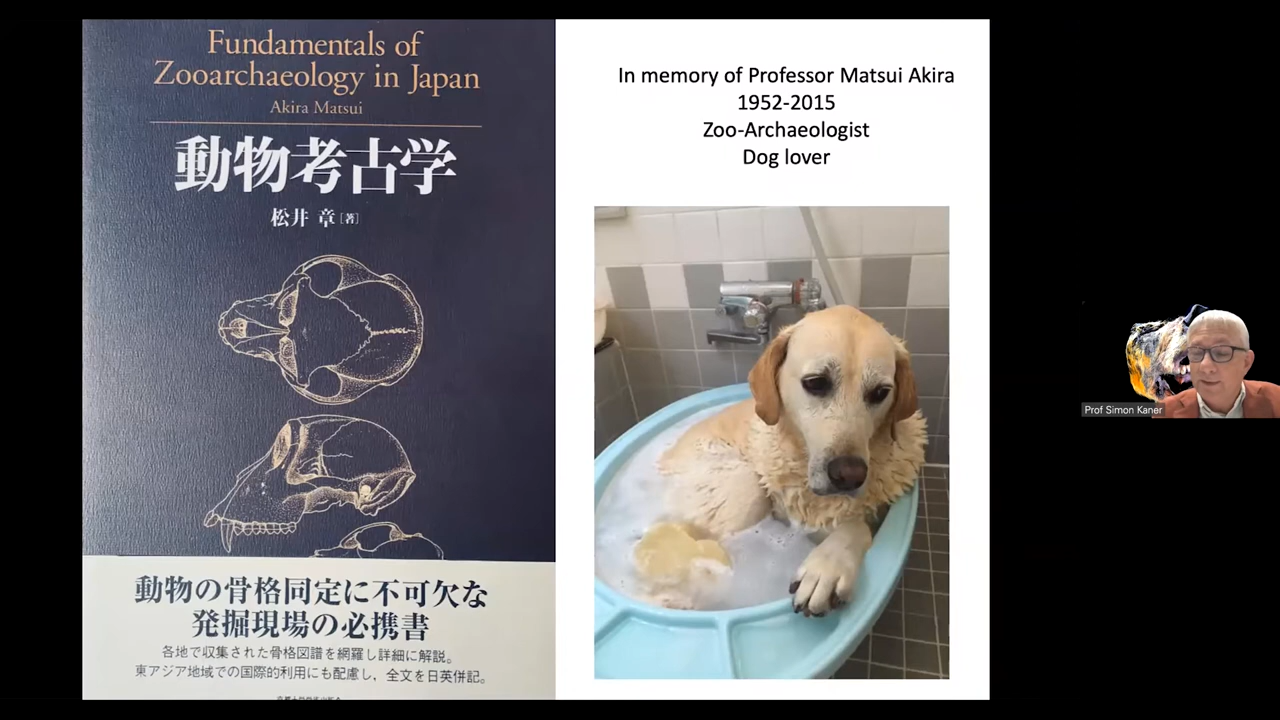 Fundamentals of
Zooarchaeology in Japan
Akira Matsui
動物考古学
松井 章[著]
動物の骨格同定に不可欠な
発掘現場の必携書
各地で収集された骨格図譜を網羅し詳細に解説。
東アジア地域での国際的利用にも配慮し，全文を日英併記。
In memory of Professor Matsui Akira
1952-2015
Zoo-Archaeologist
Dog lover
Prof Simon Kaner